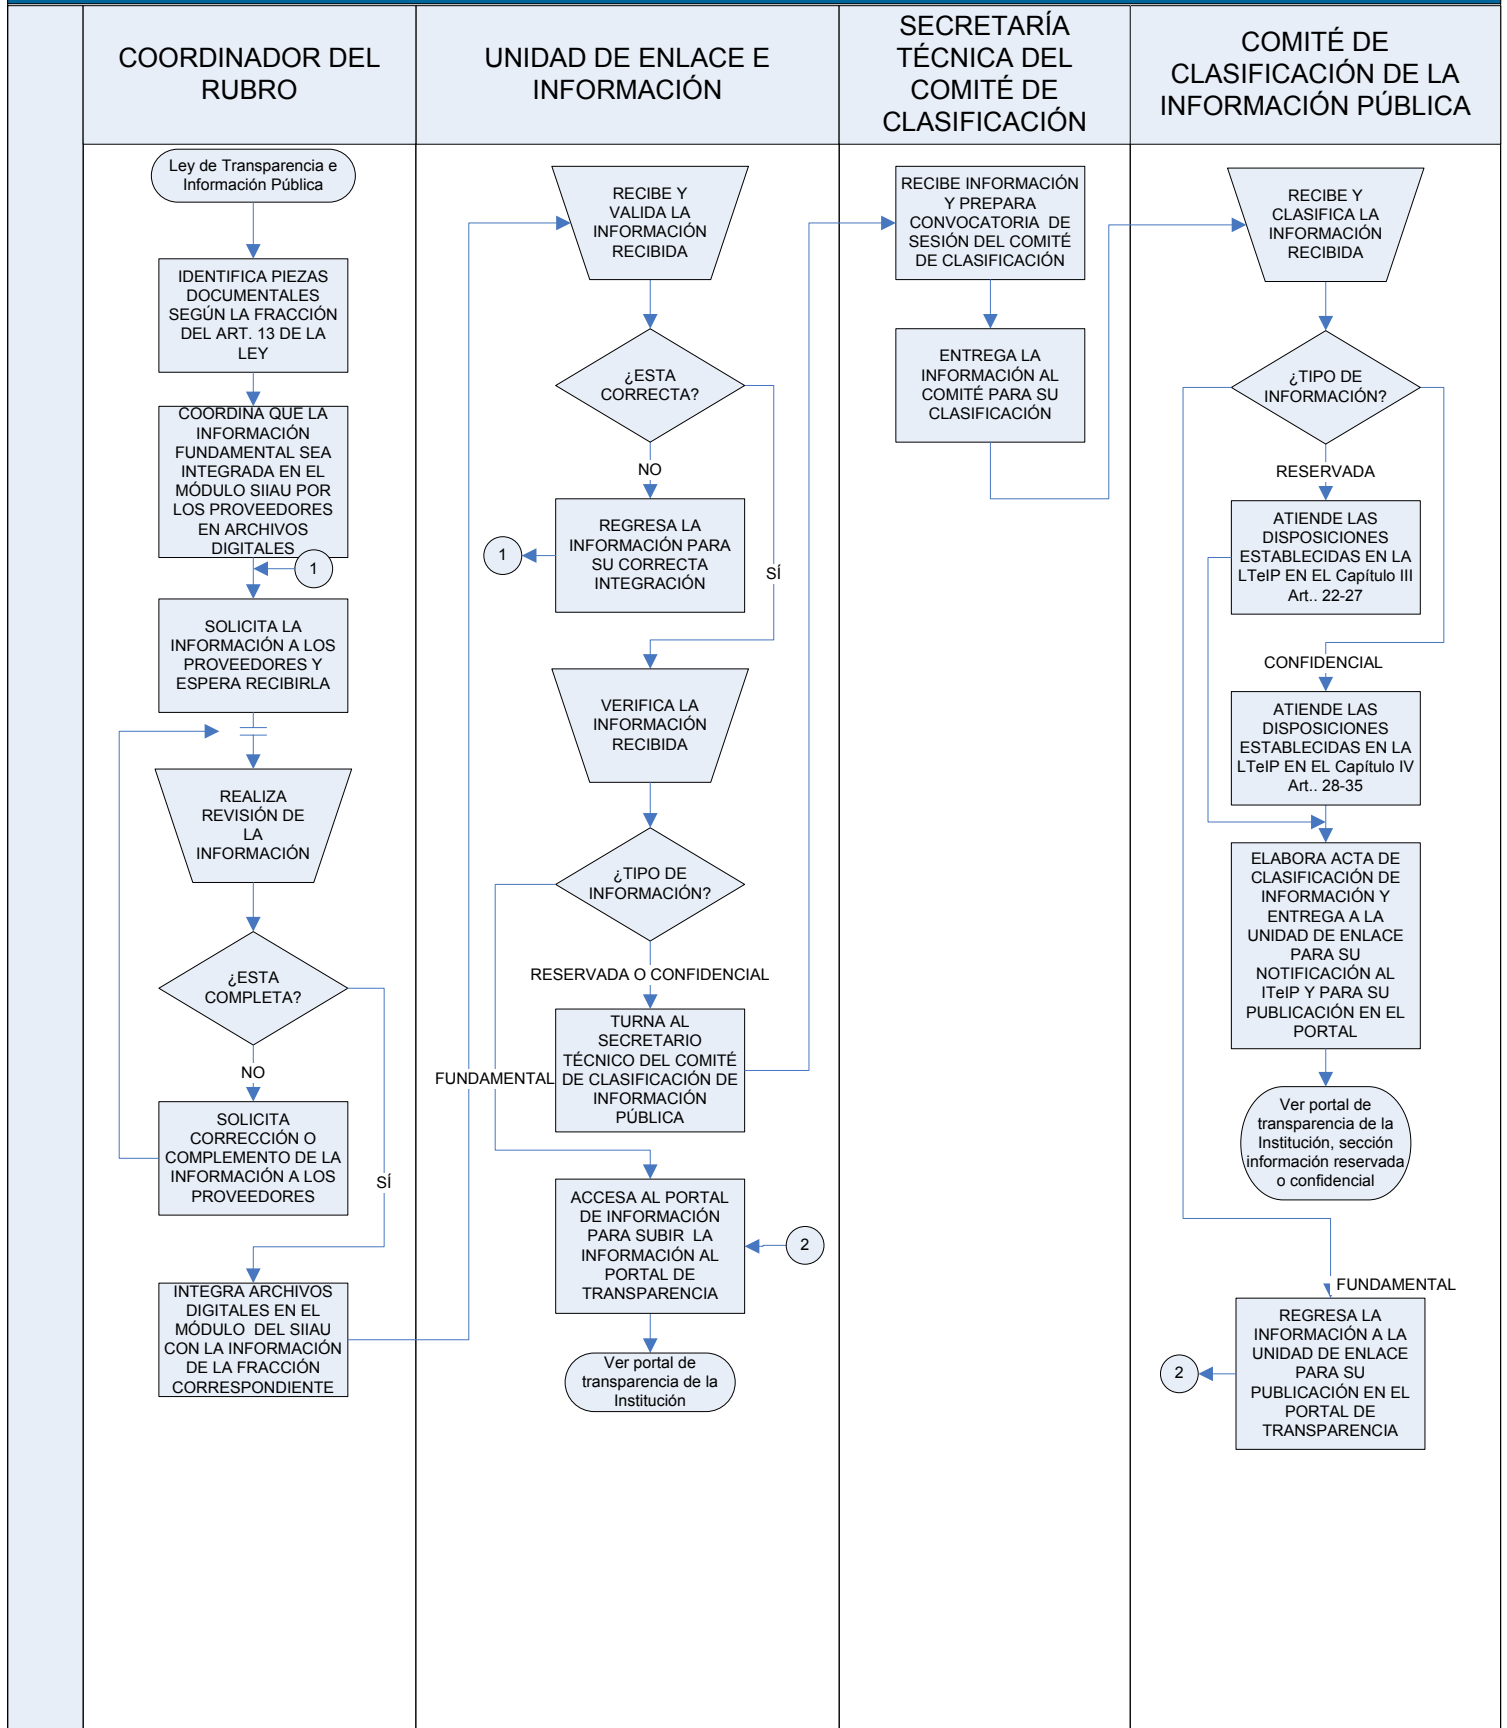 COORDINADOR DEL
RUBRO
UNIDAD DE ENLACE E
INFORMACIÓN
SECRETARÍA
TÉCNICA DEL
COMITÉ DE
CLASIFICACIÓN
COMITÉ DE
CLASIFICACIÓN DE LA
INFORMACIÓN PÚBLICA
Ley de Transparencia e
Información Pública
IDENTIFICA PIEZAS
DOCUMENTALES
SEGÚN LA FRACCIÓN
DEL ART. 13 DE LA
LEY
COORDINA QUE LA
INFORMACIÓN
FUNDAMENTAL SEA
INTEGRADA EN EL
MÓDULO SIIAU POR
LOS PROVEEDORES
EN ARCHIVOS
DIGITALES
1
SOLICITA LA
INFORMACIÓN A LOS
PROVEEDORES Y
ESPERA RECIBIRLA
REALIZA
REVISIÓN DE
LA
INFORMACIÓN
¿ESTA
COMPLETA?
NO
SOLICITA
CORRECCIÓN O
COMPLEMENTO DE LA
INFORMACIÓN A LOS
PROVEEDORES
SÍ
INTEGRA ARCHIVOS
DIGITALES EN EL
MÓDULO DEL SIIAU
CON LA INFORMACIÓN
DE LA FRACCIÓN
CORRESPONDIENTE
RECIBE Y
VALIDA LA
INFORMACIÓN
RECIBIDA
¿ESTA
CORRECTA?
NO
REGRESA LA
INFORMACIÓN PARA
SU CORRECTA
INTEGRACIÓN
1
SÍ
VERIFICA LA
INFORMACIÓN
RECIBIDA
¿TIPO DE
INFORMACIÓN?
RESERVADA O CONFIDENCIAL
TURNA AL
SECRETARIO
TÉCNICO DEL COMITÉ
DE CLASIFICACIÓN DE
INFORMACIÓN
PÚBLICA
FUNDAMENTAL
ACCESA AL PORTAL
DE INFORMACIÓN
PARA SUBIR LA
INFORMACIÓN AL
PORTAL DE
TRANSPARENCIA
2
Ver portal de
transparencia de la
Institución
RECIBE INFORMACIÓN
Y PREPARA
CONVOCATORIA DE
SESIÓN DEL COMITÉ
DE CLASIFICACIÓN
ENTREGA LA
INFORMACIÓN AL
COMITÉ PARA SU
CLASIFICACIÓN
RECIBE Y
CLASIFICA LA
INFORMACIÓN
RECIBIDA
¿TIPO DE
INFORMACIÓN?
RESERVADA
ATIENDE LAS
DISPOSICIONES
ESTABLECIDAS EN LA
LTeIP EN EL Capítulo III
Art.. 22-27
CONFIDENCIAL
ATIENDE LAS
DISPOSICIONES
ESTABLECIDAS EN LA
LTeIP EN EL Capítulo IV
Art.. 28-35
ELABORA ACTA DE
CLASIFICACIÓN DE
INFORMACIÓN Y
ENTREGA A LA
UNIDAD DE ENLACE
PARA SU
NOTIFICACIÓN AL
ITeIP Y PARA SU
PUBLICACIÓN EN EL
PORTAL
Ver portal de
transparencia de la
Institución, sección
información reservada
o confidencial
FUNDAMENTAL
REGRESA LA
INFORMACIÓN A LA
UNIDAD DE ENLACE
PARA SU
PUBLICACIÓN EN EL
PORTAL DE
TRANSPARENCIA
2